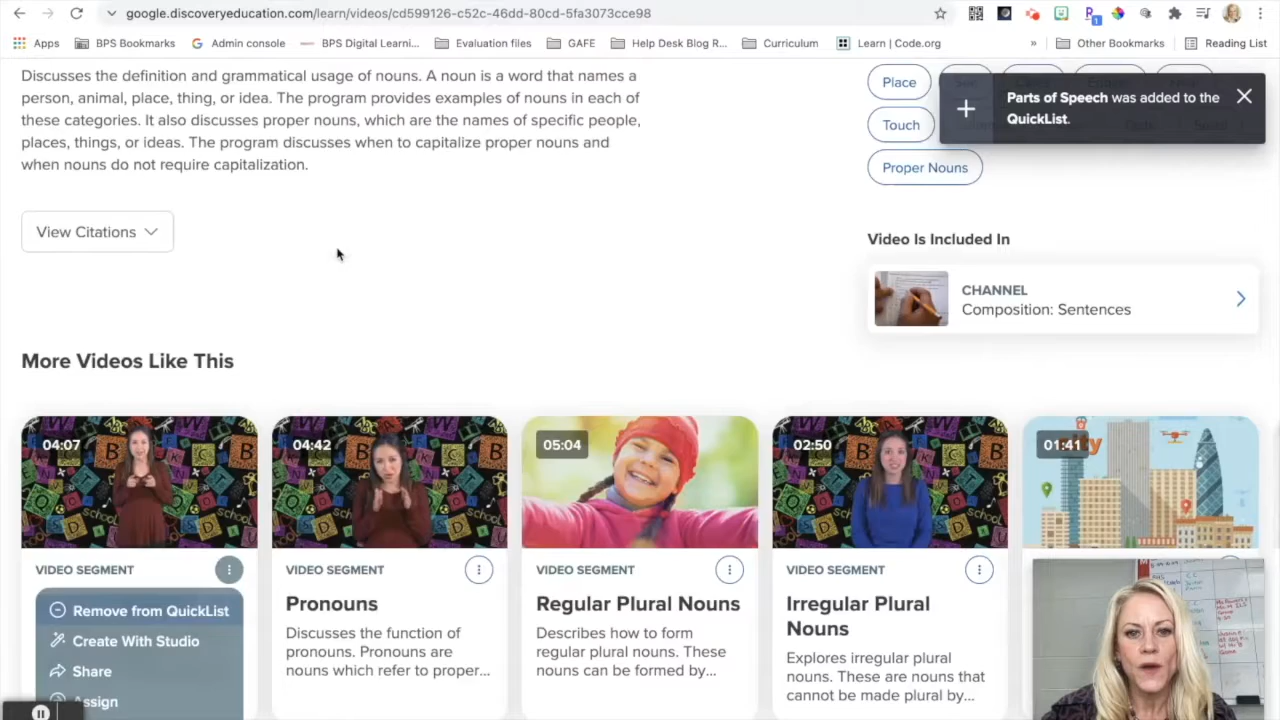 google.discoveryeducation.com/learn/videos/cd599126-c52c-46dd-80cd-5fa3073cce98
Apps BPS Bookmarks Admin console BPS Digital Learni... Evaluation files GAFE Help Desk Blog R... Curriculum Learn | Code.org » Other Bookmarks Reading List
Discusses the definition and grammatical usage of nouns. A noun is a word that names a
person, animal, place, thing, or idea. The program provides examples of nouns in each of
these categories. It also discusses proper nouns, which are the names of specific people,
places, things, or ideas. The program discusses when to capitalize proper nouns and
when nouns do not require capitalization.
View Citations
Place
Touch
Proper Nouns
Parts of Speech was added to the
QuickList.
Video Is Included In
CHANNEL
Composition: Sentences
More Videos Like This
04:07
VIDEO SEGMENT
Remove from QuickList
Create With Studio
Share
Assign
04:42
VIDEO SEGMENT
Pronouns
Discusses the function of
pronouns. Pronouns are
nouns which refer to proper...
05:04
VIDEO SEGMENT
Regular Plural Nouns
Describes how to form
regular plural nouns. These
nouns can be formed by...
02:50
VIDEO SEGMENT
Irregular Plural
Nouns
Explores irregular plural
nouns. These are nouns that
cannot be made plural by...
01:41